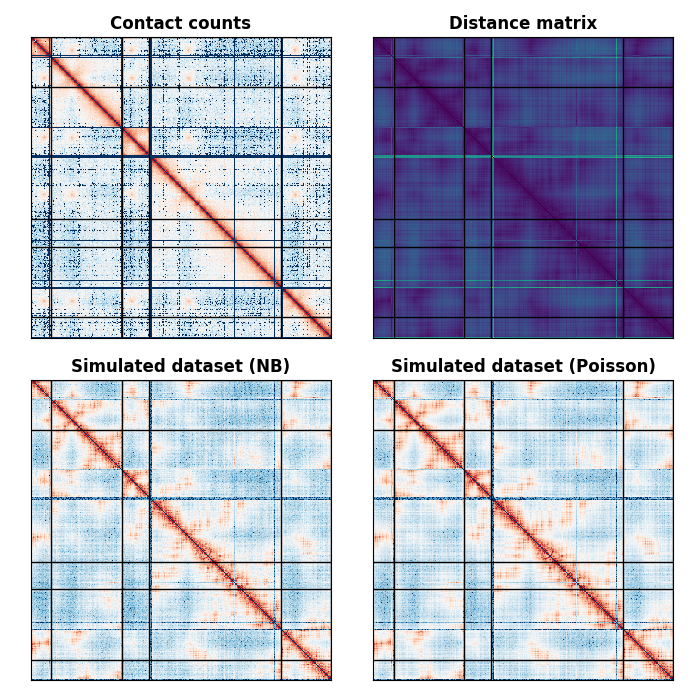 Contact counts
Distance matrix
Simulated dataset (NB)
Simulated dataset (Poisson)